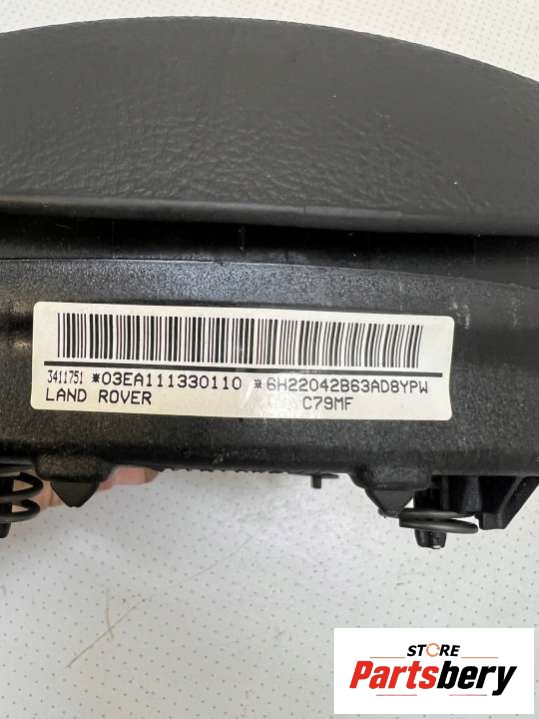 3411751 *03EA111330110 *6H22042B63AD8YPW
LAND ROVER C79MF
STORE
Partsbery